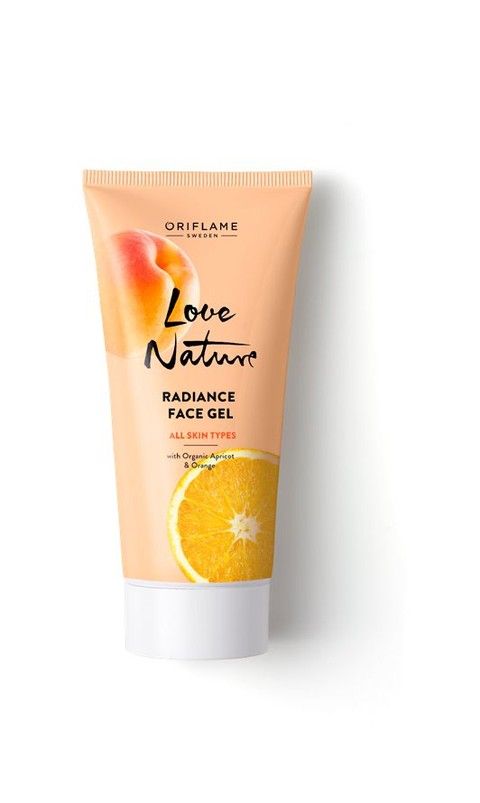 ORIFLAME
SWEDEN
Love
Nature
RADIANCE
FACE GEL
ALL SKIN TYPES
with Organic Apricot
& Orange